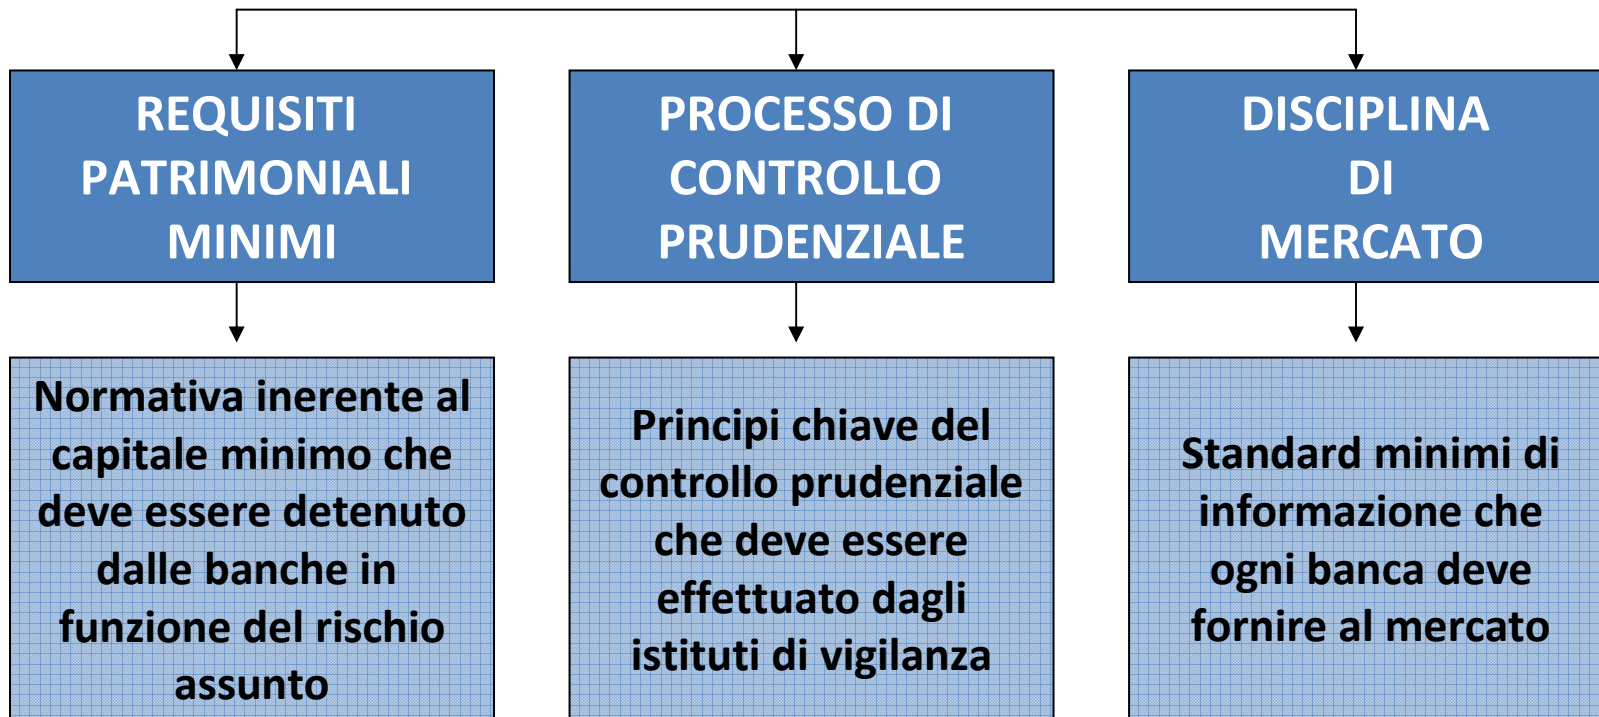 REQUISITI
PATRIMONIALI
MINIMI
PROCESSO DI
CONTROLLO
PRUDENZIALE
DISCIPLINA
DI
MERCATO
Normativa inerente al
capitale minimo che
deve essere detenuto
dalle banche in
funzione del rischio
assunto
Principi chiave del
controllo prudenziale
che deve essere
effettuato dagli
istituti di vigilanza
Standard minimi di
informazione che
ogni banca deve
fornire al mercato